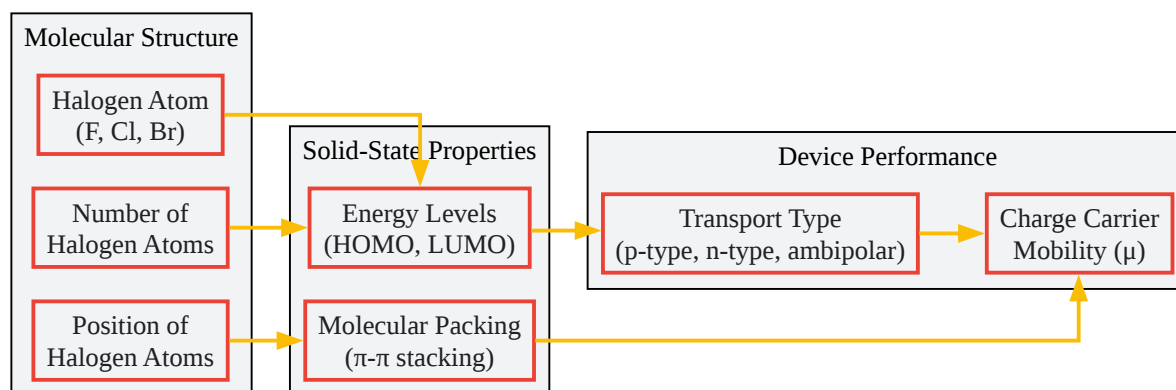 Molecular Structure
Halogen Atom
(F, Cl, Br)
Number of
Halogen Atoms
Position of
Halogen Atoms
Solid-State Properties
Energy Levels
(HOMO, LUMO)
Molecular Packing
(π-π stacking)
Device Performance
Transport Type
(p-type, n-type, ambipolar)
Charge Carrier
Mobility (μ)